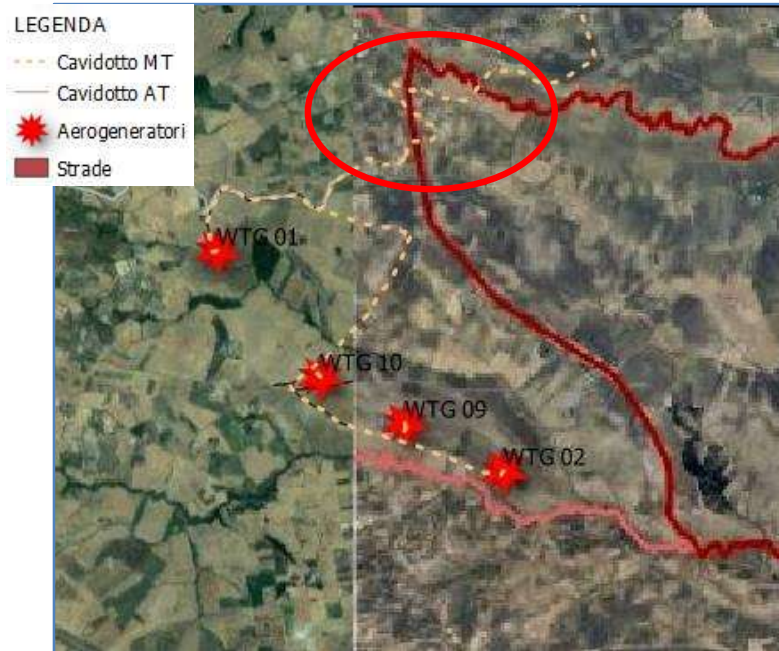 LEGENDA
Cavidotto MT
Cavidotto AT
Aerogeneratori
Strade
WTG 01
WTG 10
WTG 09
WTG 02